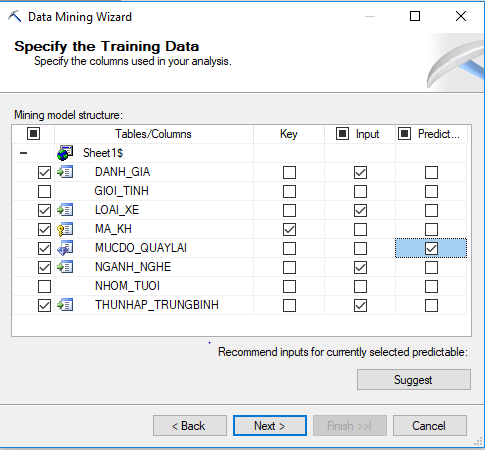 Data Mining Wizard
Specify the Training Data
Specify the columns used in your analysis.
Mining model structure:
Tables/Columns Key Input Predict...
Sheet1$
DANH_GIA
GIOI_TINH
LOAI_XE
MA_KH
MUCDO_QUAYLAI
NGANH_NGHE
NHOM_TUOI
THUNHAP_TRUNGBINH
Recommend inputs for currently selected predictable:
Suggest
< Back Next > Finish >>| Cancel